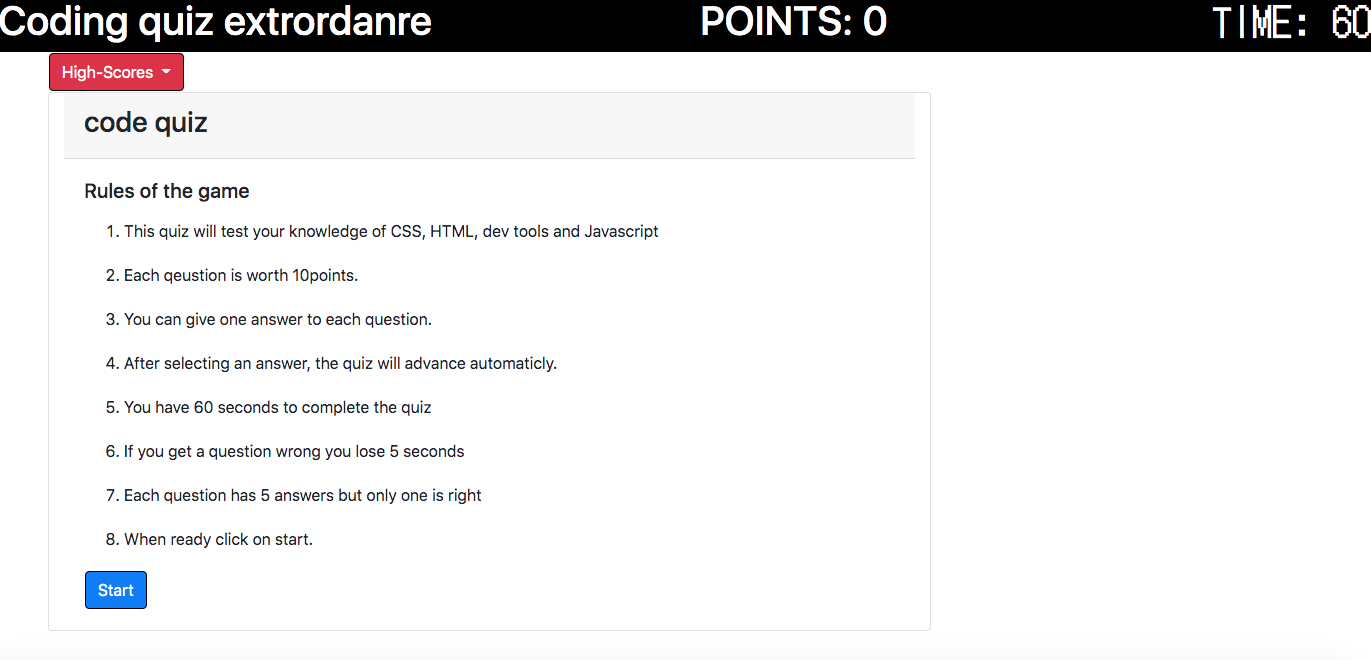 Coding quiz extrordanre
POINTS: 0
TIME: 60
High-Scores
code quiz
Rules of the game
1. This quiz will test your knowledge of CSS, HTML, dev tools and Javascript
2. Each qeustion is worth 10points.
3. You can give one answer to each question.
4. After selecting an answer, the quiz will advance automaticly.
5. You have 60 seconds to complete the quiz
6. If you get a question wrong you lose 5 seconds
7. Each question has 5 answers but only one is right
8. When ready click on start.
Start